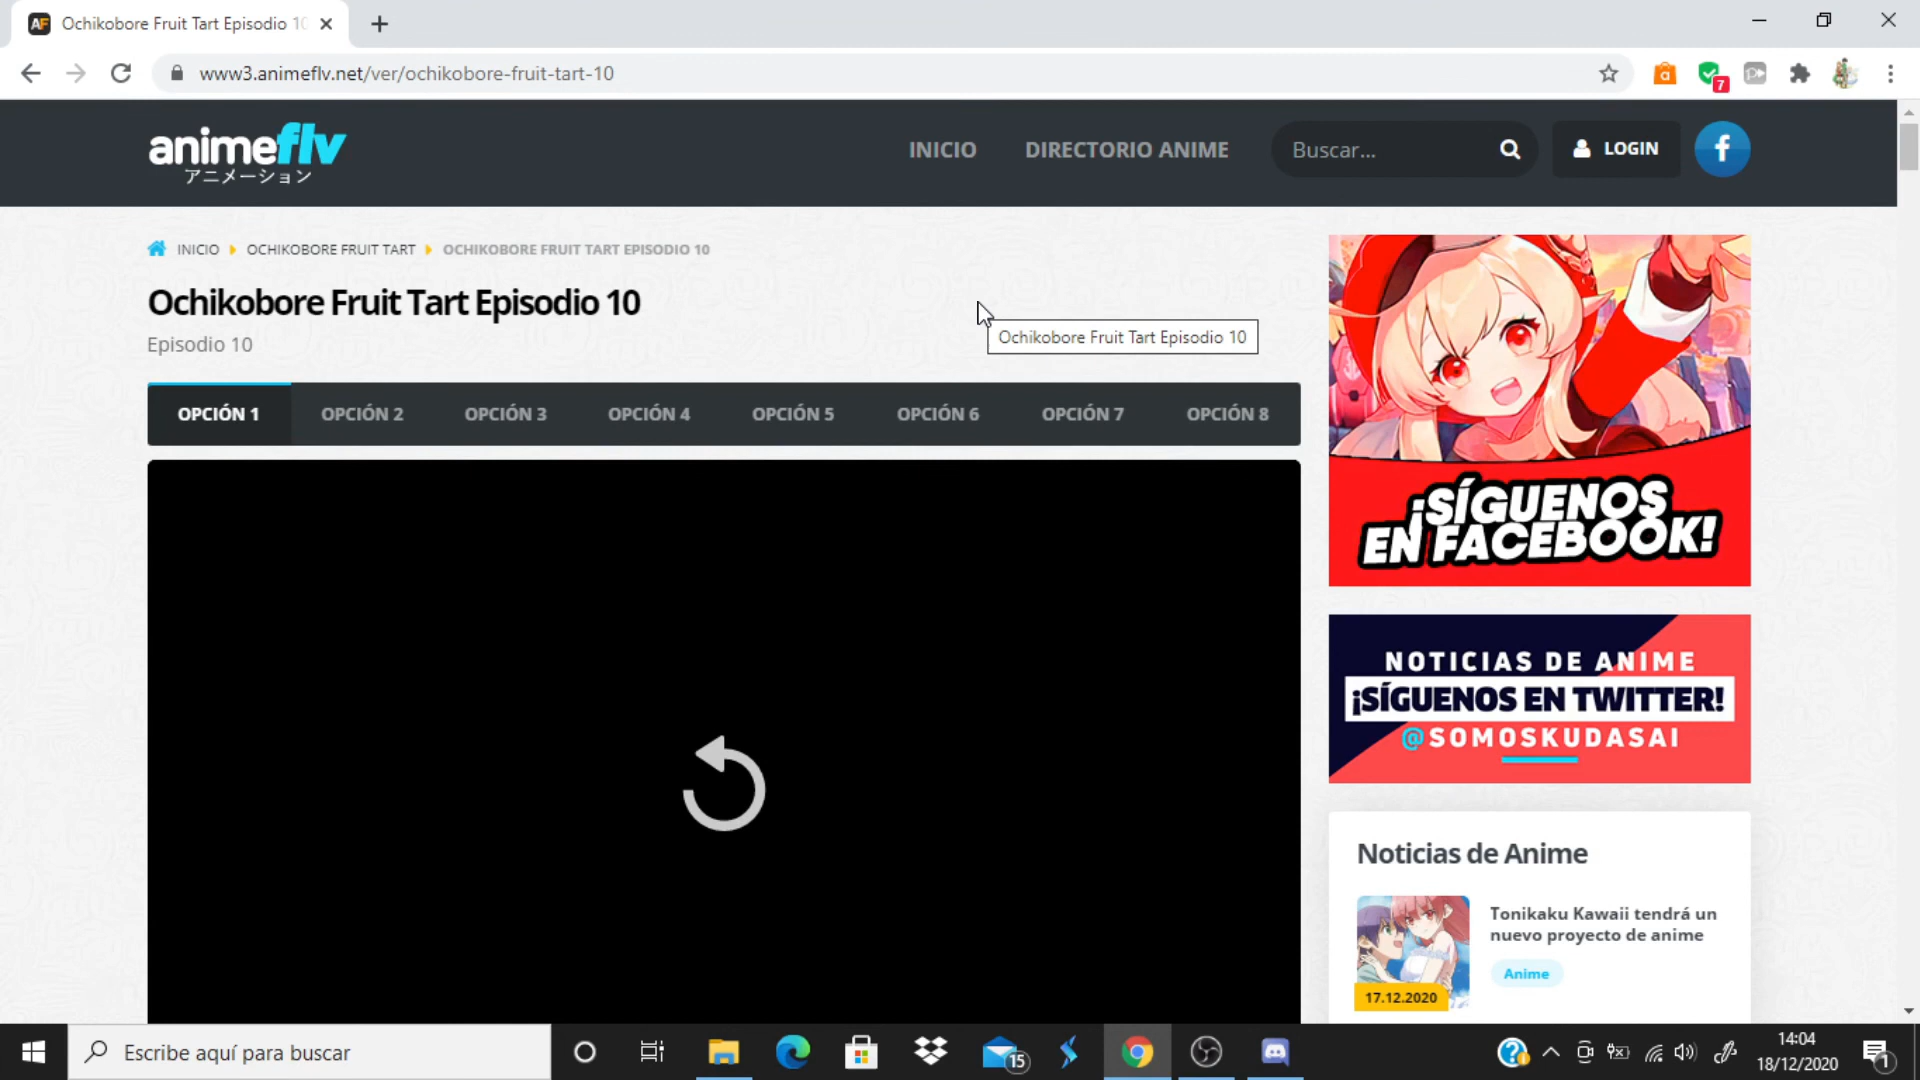 Ochikobore Fruit Tart Episodio 10
www3.animeflv.net/ver/ochikobore-fruit-tart-10
7
animeflv
アニメーション
INICIO
DIRECTORIO ANIME
Buscar...
LOGIN
INICIO
OCHIKOBORE FRUIT TART
OCHIKOBORE FRUIT TART EPISODIO 10
Ochikobore Fruit Tart Episodio 10
Episodio 10
Ochikobore Fruit Tart Episodio 10
OPCIÓN 1
OPCIÓN 2
OPCIÓN 3
OPCIÓN 4
OPCIÓN 5
OPCIÓN 6
OPCIÓN 7
OPCIÓN 8
¡SÍGUENOS
EN FACEBOOK!
NOTICIAS DE ANIME
¡SÍGUENOS EN TWITTER!
@SOMOSKUDASAI
Noticias de Anime
Tonikaku Kawaii tendrá un
nuevo proyecto de anime
Anime
17.12.2020
Escribe aquí para buscar
15
14:04
18/12/2020
1